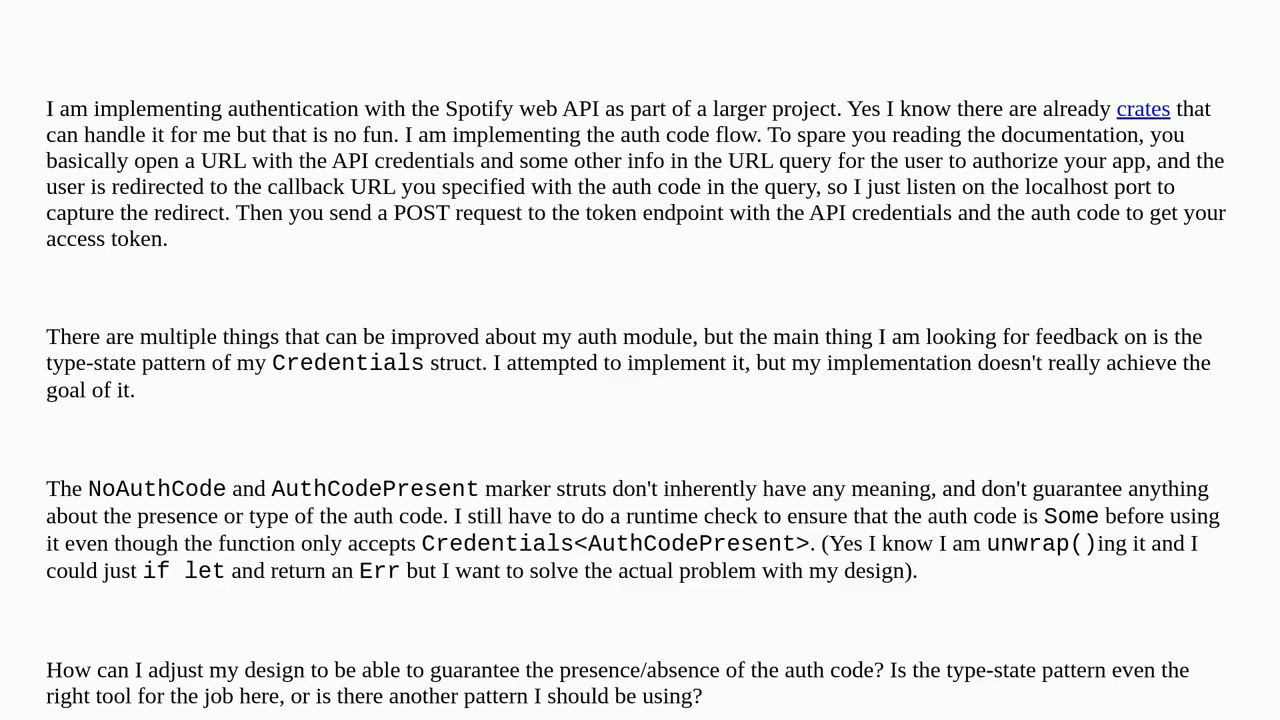 I am implementing authentication with the Spotify web API as part of a larger project. Yes I know there are already crates that
can handle it for me but that is no fun. I am implementing the auth code flow. To spare you reading the documentation, you
basically open a URL with the API credentials and some other info in the URL query for the user to authorize your app, and the
user is redirected to the callback URL you specified with the auth code in the query, so I just listen on the localhost port to
capture the redirect. Then you send a POST request to the token endpoint with the API credentials and the auth code to get your
access token.
There are multiple things that can be improved about my auth module, but the main thing I am looking for feedback on is the
type-state pattern of my Credentials struct. I attempted to implement it, but my implementation doesn't really achieve the
goal of it.
The NoAuthCode and AuthCodePresent marker struts don't inherently have any meaning, and don't guarantee anything
about the presence or type of the auth code. I still have to do a runtime check to ensure that the auth code is Some before using
it even though the function only accepts Credentials<AuthCodePresent>. (Yes I know I am unwrap()ing it and I
could just if let and return an Err but I want to solve the actual problem with my design).
How can I adjust my design to be able to guarantee the presence/absence of the auth code? Is the type-state pattern even the
right tool for the job here, or is there another pattern I should be using?